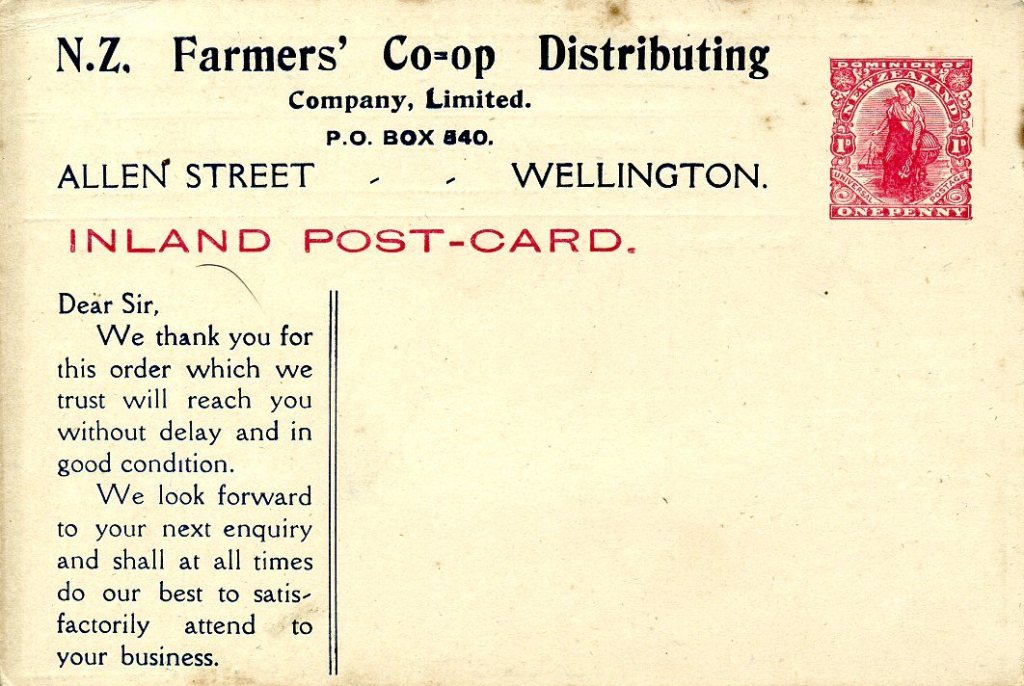 N.Z. Farmers' Co=op Distributing
Company, Limited.
P.O. BOX 540.
ALLEN STREET - - WELLINGTON.
DOMINION OF
NEW ZEALAND
1D 1D
UNIVERSAL POSTAGE
ONE PENNY
INLAND POST-CARD.
Dear Sir,
We thank you for
this order which we
trust will reach you
without delay and in
good condition.
We look forward
to your next enquiry
and shall at all times
do our best to satis-
factorily attend to
your business.